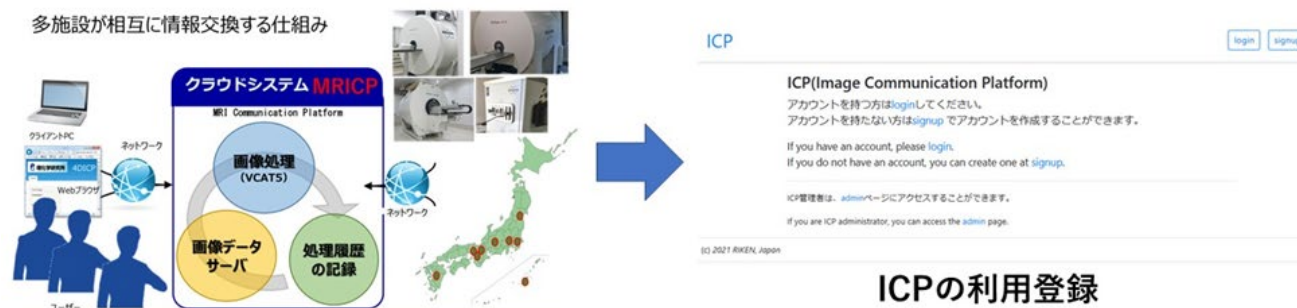 多施設が相互に情報交換する仕組み
クラウドシステム MRICP
MRI Communication Platform
クライアントPC
ネットワーク
4DICP
Webブラウザ
画像処理
(VCAT5)
ネットワーク
画像データ
サーバ
処理履歴
の記録
ユーザー
ICP
login
signup
ICP(Image Communication Platform)
アカウントを持つ方はloginしてください。
アカウントを持たない方はsignup でアカウントを作成することができます。
If you have an account, please login.
If you do not have an account, you can create one at signup.
ICP管理者は、adminページにアクセスすることができます。
If you are ICP administrator, you can access the admin page.
(c) 2021 RIKEN, Japan
ICPの利用登録